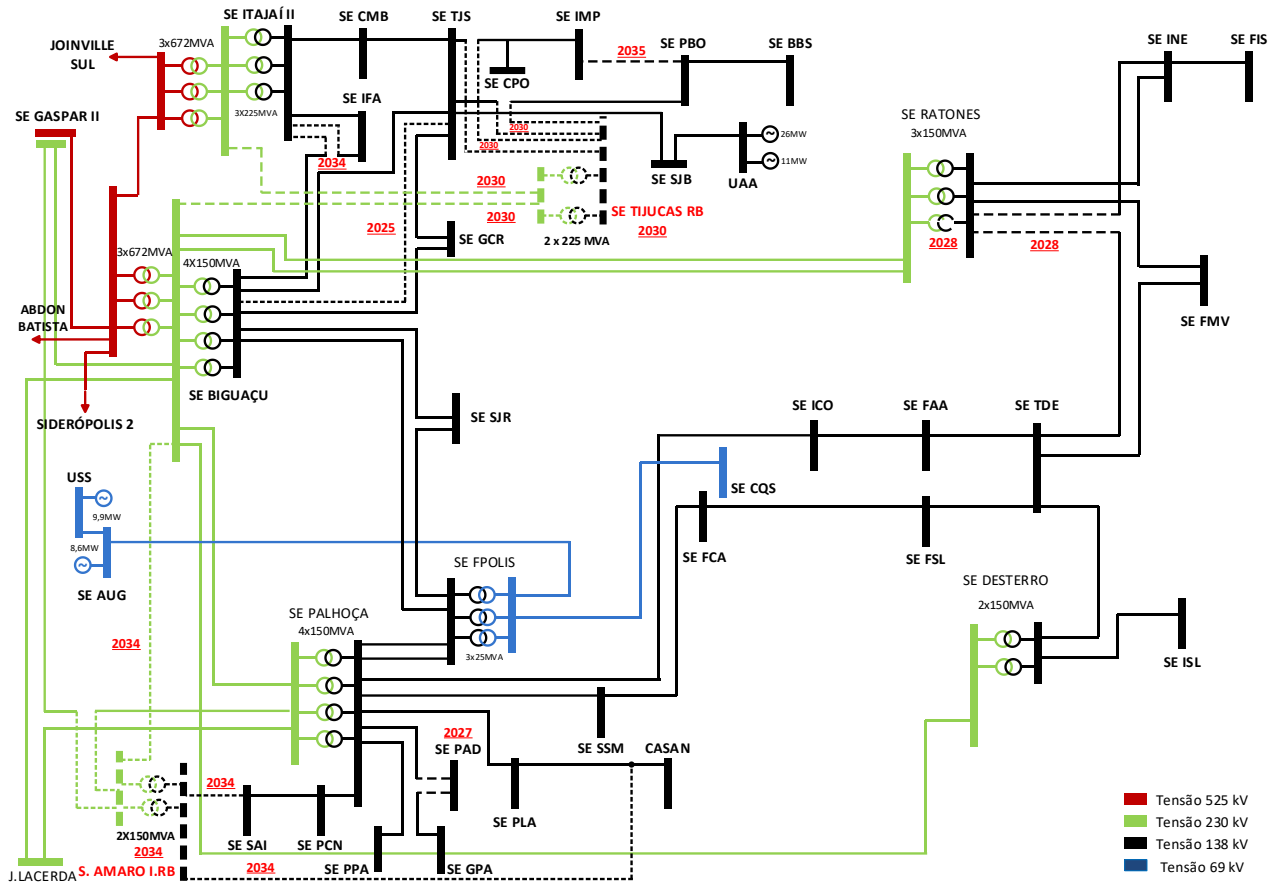 SE ITAJAÍ II
SE CMB
SE TJS
SE IMP
JOINVILLE
SUL
3x672MVA
2035
SE PBO
SE BBS
SE INE
SE FIS
SE CPO
SE IFA
3X225MVA
SE GASPAR II
SE RATONES
3x150MVA
2030
2030
26MW
11MW
2034
SE SJB
UAA
2030
SE TIJUCAS RB
2030
2030
2 x 225 MVA
2025
SE GCR
2028
2028
3x672MVA
4X150MVA
ABDON
BATISTA
SE FMV
SE BIGUAÇU
SIDERÓPOLIS 2
SE SJR
SE ICO
SE FAA
SE TDE
USS
9,9MW
8,6MW
SE AUG
SE CQS
SE FCA
SE FSL
SE FPOLIS
3x25MVA
SE DESTERRO
2x150MVA
SE PALHOÇA
4x150MVA
2034
SE ISL
SE SSM
2027
SE PAD
CASAN
2034
SE PLA
2X150MVA
2034
SE SAI
SE PCN
SE PPA
SE GPA
2034
J.LACERDA
S. AMARO I.RB
Tensão 525 kV
Tensão 230 kV
Tensão 138 kV
Tensão 69 kV